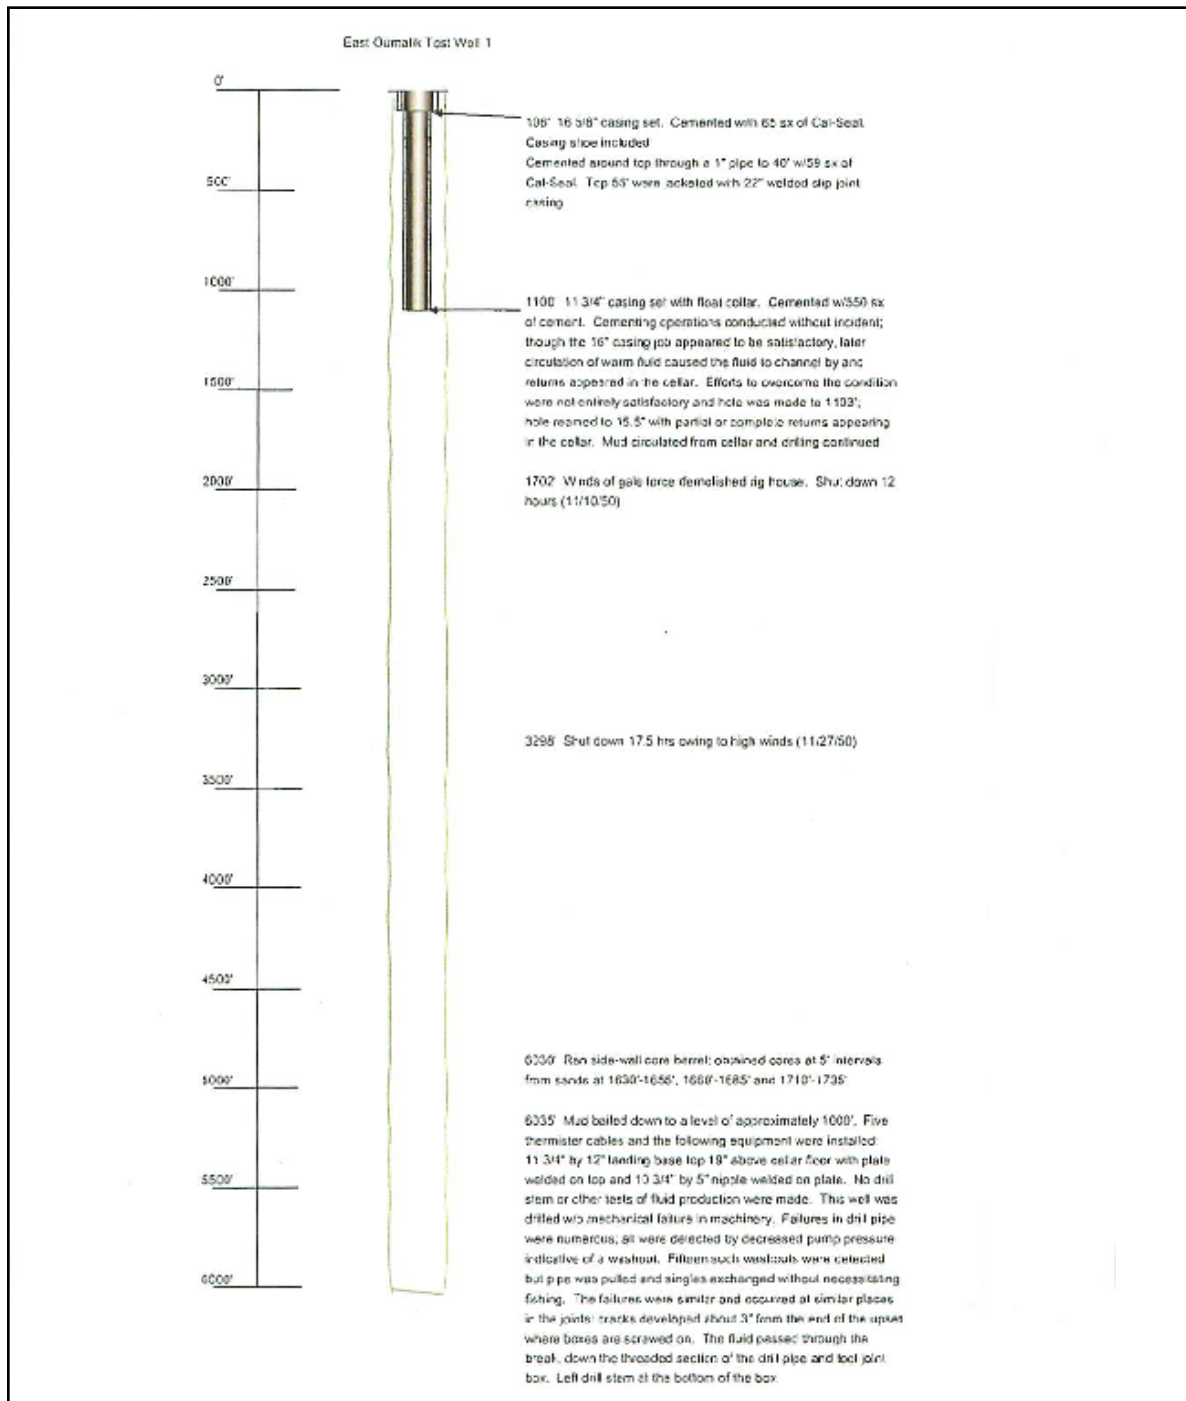 East Oumalik Test Well 1
0'
500'
1000'
1500'
2000'
2500'
3000'
3500'
4000'
4500'
5000'
5500'
6000'
108' 16 5/8" casing set. Cemented with 65 sx of Cal-Seal.
Casing shoe included
Cemented around top through a 1" pipe to 40' w/59 sx of
Cal-Seal. Top 55' were jacketed with 22" welded slip joint
casing
1100' 11 3/4" casing set with float collar. Cemented w/550 sx
of cement. Cementing operations conducted without incident;
though the 16" casing job appeared to be satisfactory, later
circulation of warm fluid caused the fluid to channel by and
returns appeared in the cellar. Efforts to overcome the condition
were not entirely satisfactory and hole was made to 1103';
hole reamed to 15.5" with partial or complete returns appearing
in the cellar. Mud circulated from cellar and drilling continued
1702' Winds of gale force demolished rig house. Shut down 12
hours (11/10/50)
3298' Shut down 17.5 hrs owing to high winds (11/27/50)
6030' Ran side-wall core barrel; obtained cores at 5' intervals
from sands at 1630'-1655', 1660'-1685' and 1710'-1735'
6035' Mud bailed down to a level of approximately 1000'. Five
thermister cables and the following equipment were installed:
11 3/4" by 12" landing base top 19" above cellar floor with plate
welded on top and 10 3/4" by 5" nipple welded on plate. No drill
stem or other tests of fluid production were made. This well was
drilled w/o mechanical failure in machinery. Failures in drill pipe
were numerous; all were detected by decreased pump pressure
indicative of a washout. Fifteen such washouts were detected
but pipe was pulled and singles exchanged without necessitating
fishing. The failures were similar and occurred at similar places
in the joints: cracks developed about 3" from the end of the upset
where boxes are screwed on. The fluid passed through the
break, down the threaded section of the drill pipe and tool joint
box. Left drill stem at the bottom of the box